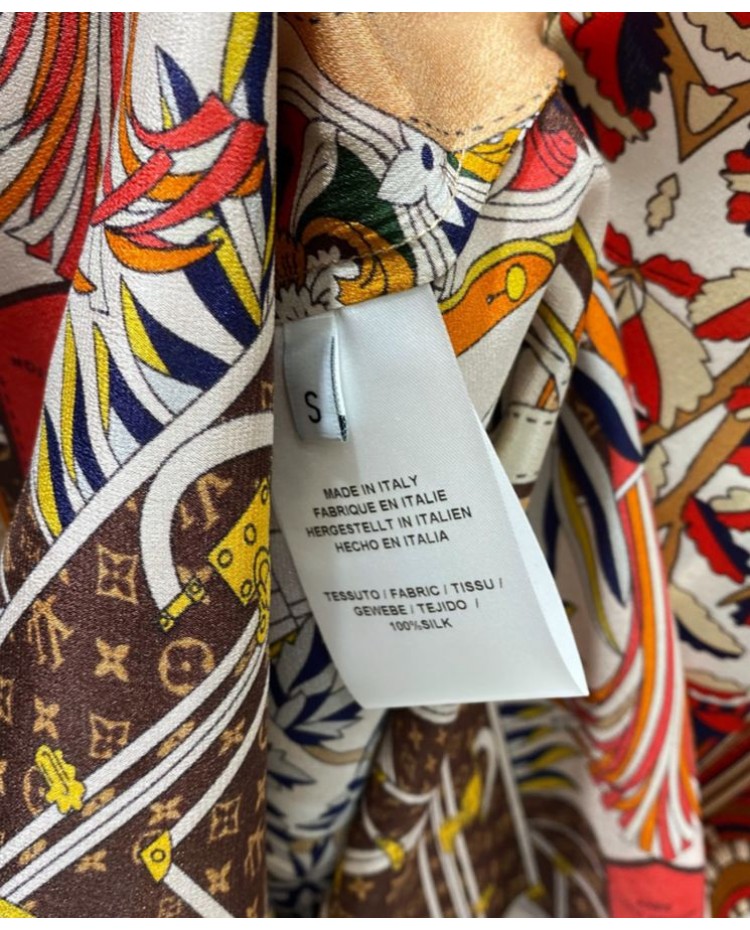 S
MADE IN ITALY
FABRIQUE EN ITALIE
HERGESTELLT IN ITALIEN
HECHO EN ITALIA
TESSUTO / FABRIC / TISSU /
GEWEBE / TEJIDO /
100%SILK